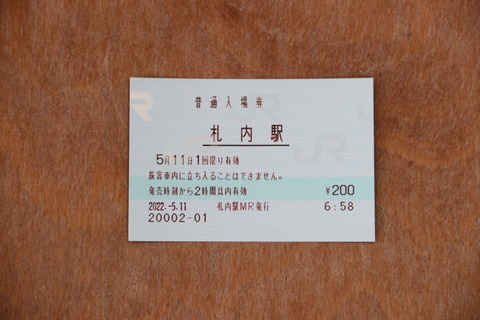 普通入場券
札内駅
5月11日1回限り有効
旅客車内に立ち入ることはできません。
発売時刻から2時間以内有効 ¥200
2022.-5.11 札内駅MR発行 6:58
20002-01